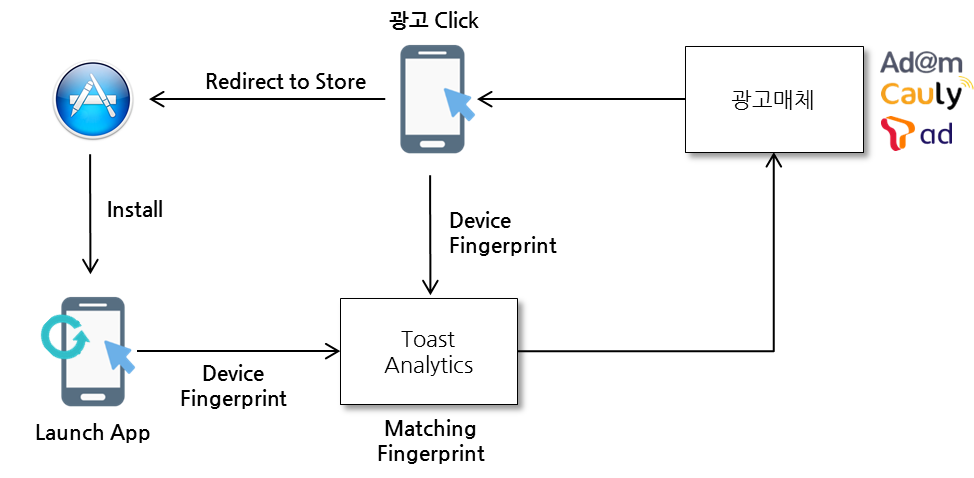 광고 Click
Redirect to Store
광고매체
Ad@m
Cauly
T ad
Install
Device
Fingerprint
Toast
Analytics
Device
Fingerprint
Launch App
Matching
Fingerprint